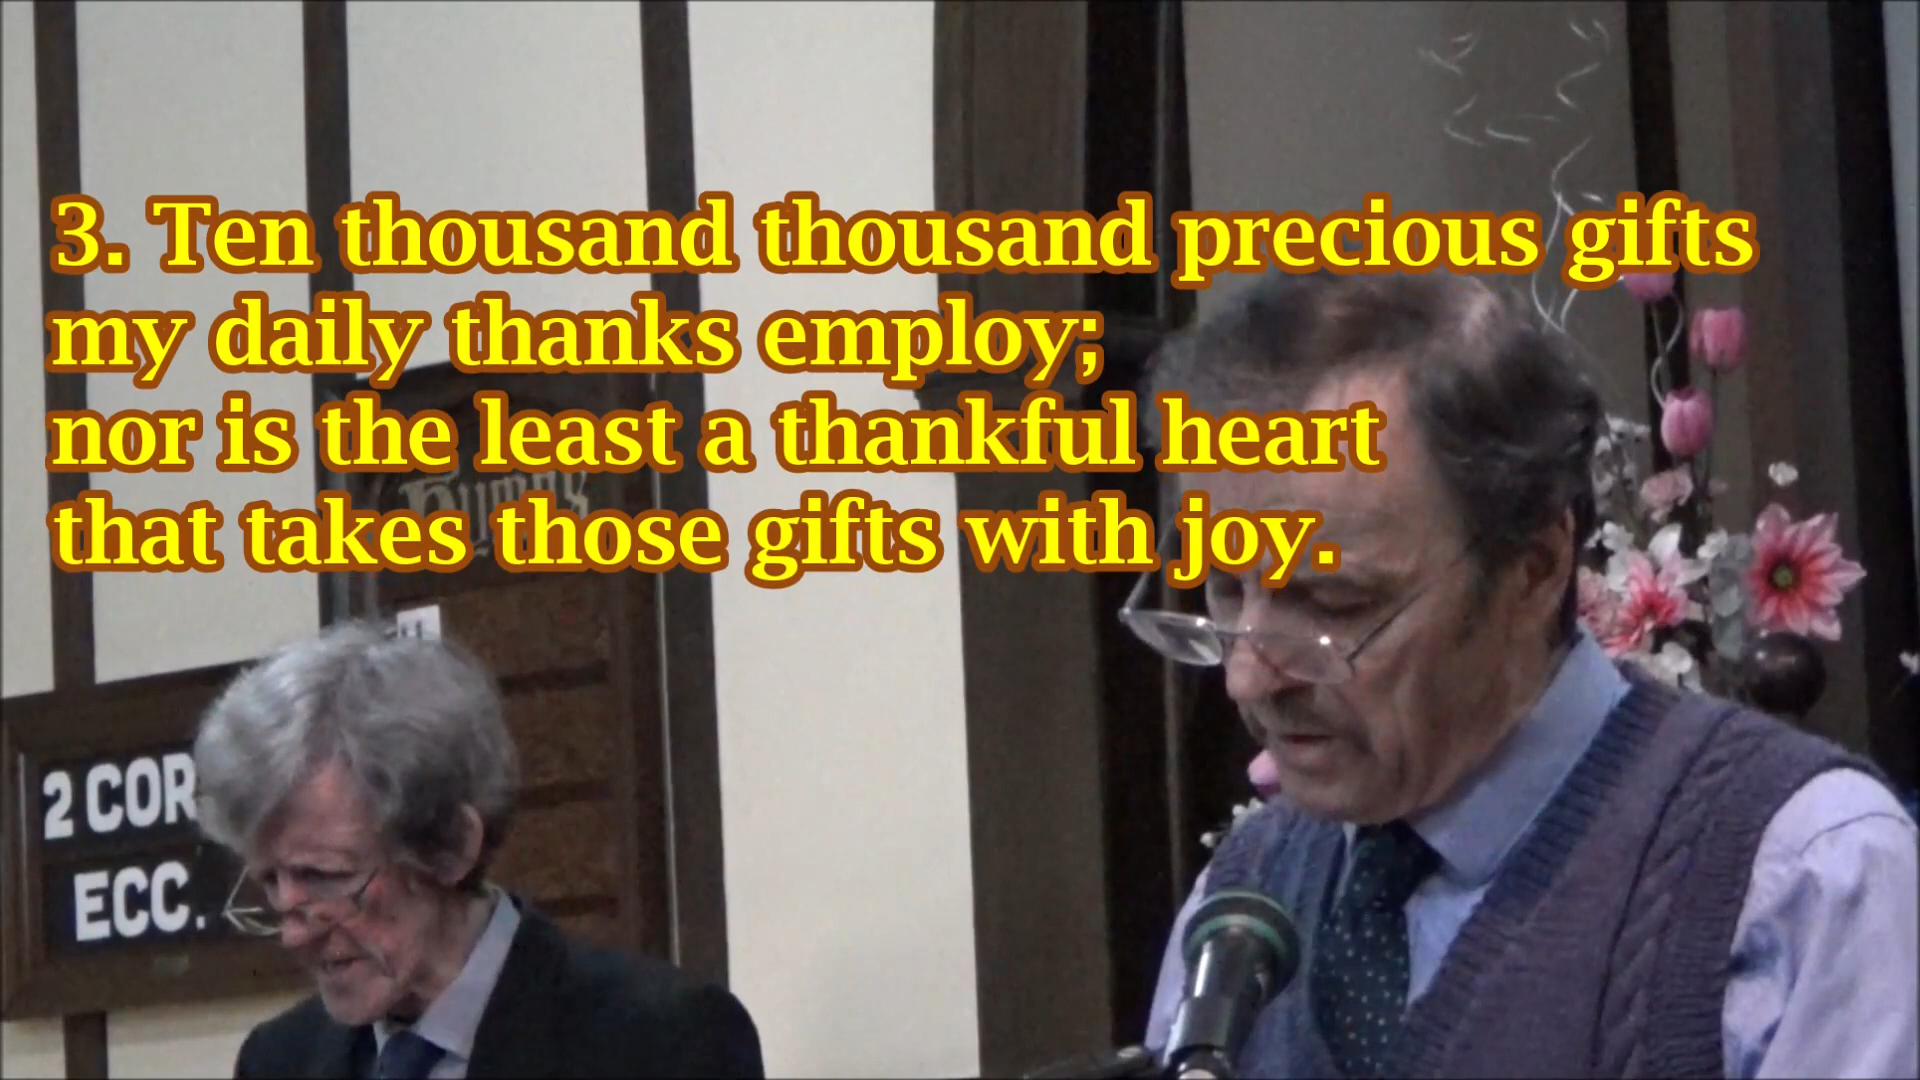 3. Ten thousand thousand precious gifts
my daily thanks employ;
nor is the least a thankful heart
that takes those gifts with joy.
Hymns
2 COR
ECC.